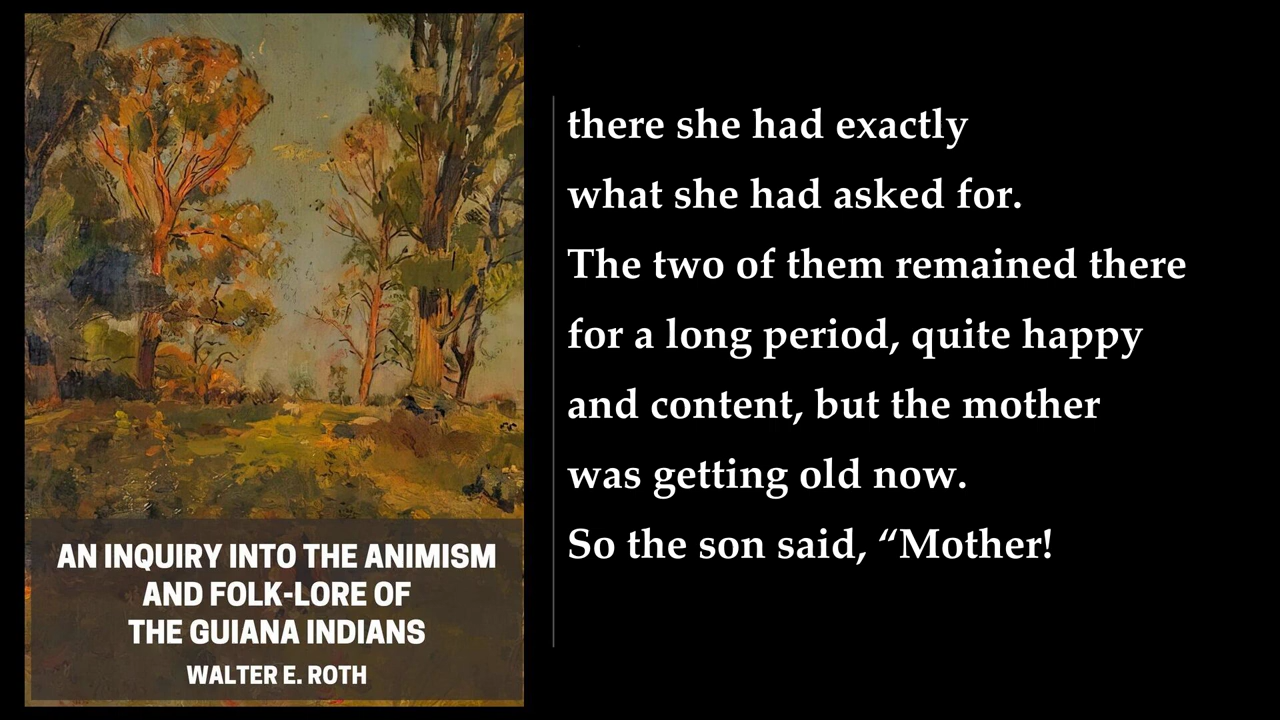 AN INQUIRY INTO THE ANIMISM
AND FOLK-LORE OF
THE GUIANA INDIANS
WALTER E. ROTH
there she had exactly
what she had asked for.
The two of them remained there
for a long period, quite happy
and content, but the mother
was getting old now.
So the son said, “Mother!